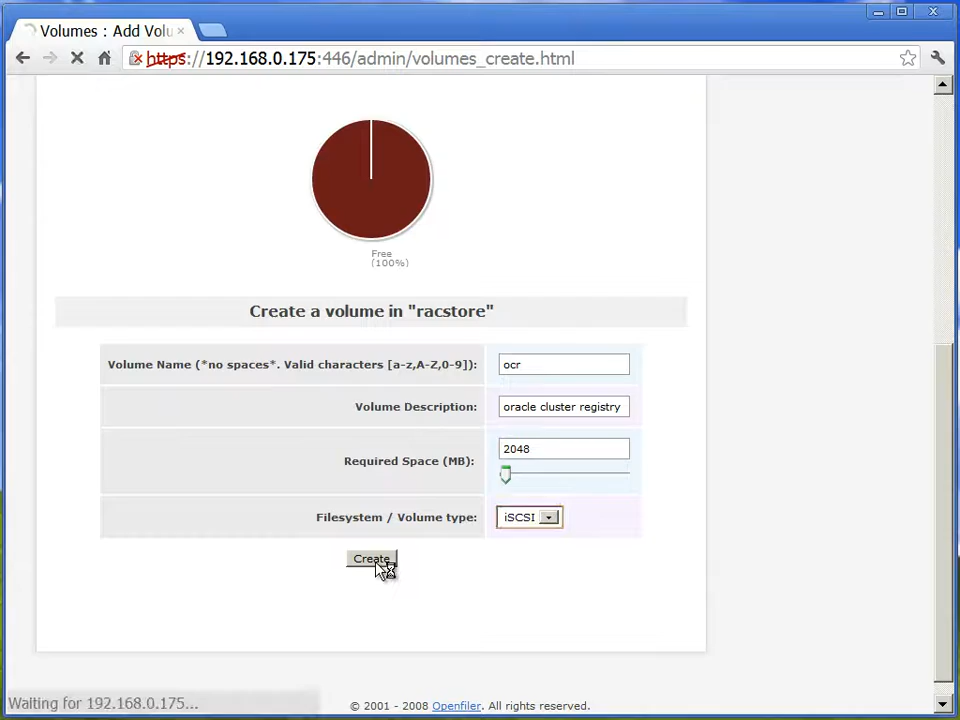 Volumes : Add Volu
https://192.168.0.175:446/admin/volumes_create.html
Free
(100%)
Create a volume in "racstore"
Volume Name (*no spaces*. Valid characters [a-z,A-Z,0-9]): ocr
Volume Description: oracle cluster registry
Required Space (MB): 2048
Filesystem / Volume type: iSCSI
Create
Waiting for 192.168.0.175...
© 2001 - 2008 Openfiler. All rights reserved.